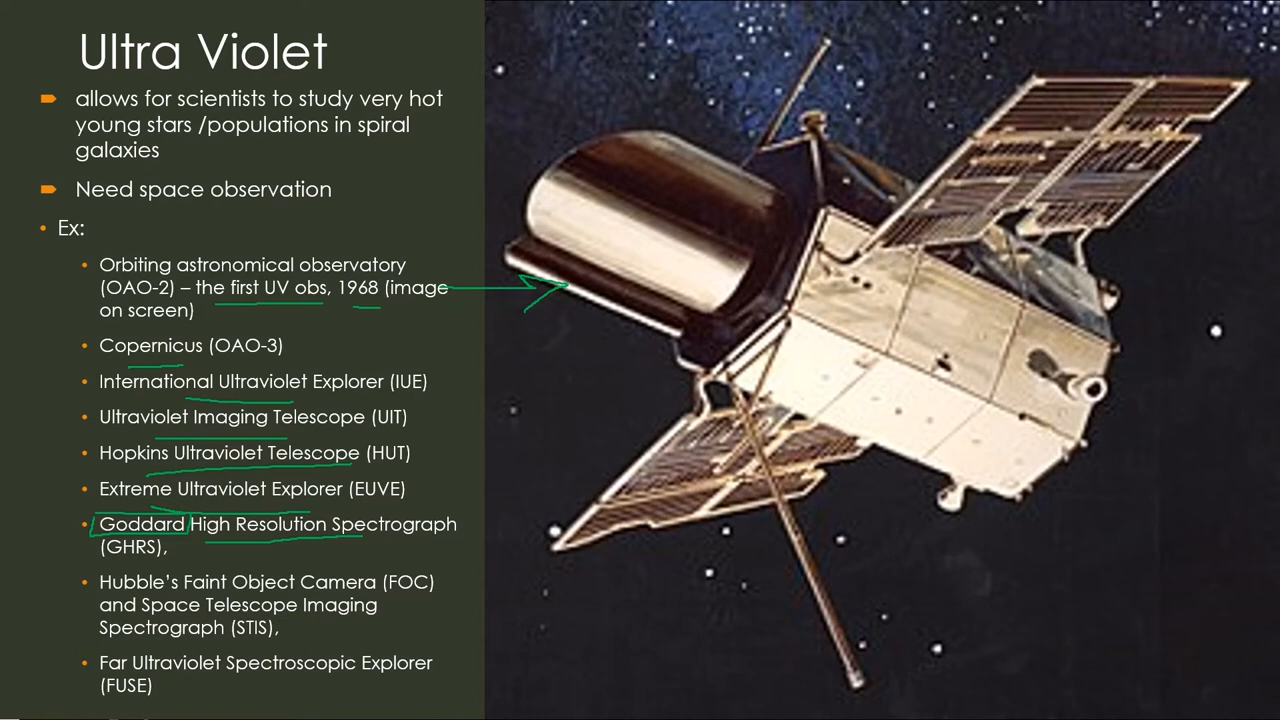 Ultra Violet
allows for scientists to study very hot
young stars /populations in spiral
galaxies
Need space observation
Ex:
Orbiting astronomical observatory
(OAO-2) – the first UV obs, 1968 (image
on screen)
Copernicus (OAO-3)
International Ultraviolet Explorer (IUE)
Ultraviolet Imaging Telescope (UIT)
Hopkins Ultraviolet Telescope (HUT)
Extreme Ultraviolet Explorer (EUVE)
Goddard High Resolution Spectrograph
(GHRS),
Hubble's Faint Object Camera (FOC)
and Space Telescope Imaging
Spectrograph (STIS),
Far Ultraviolet Spectroscopic Explorer
(FUSE)